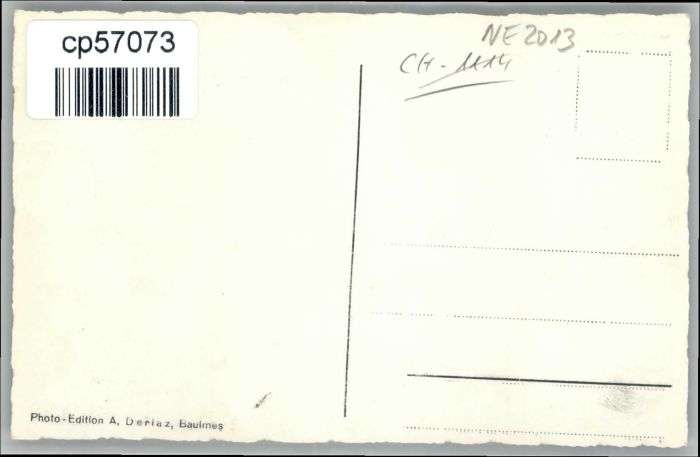 cp57073
NE2013
CH-1114
Photo-Edition A. Deriaz, Baulmes